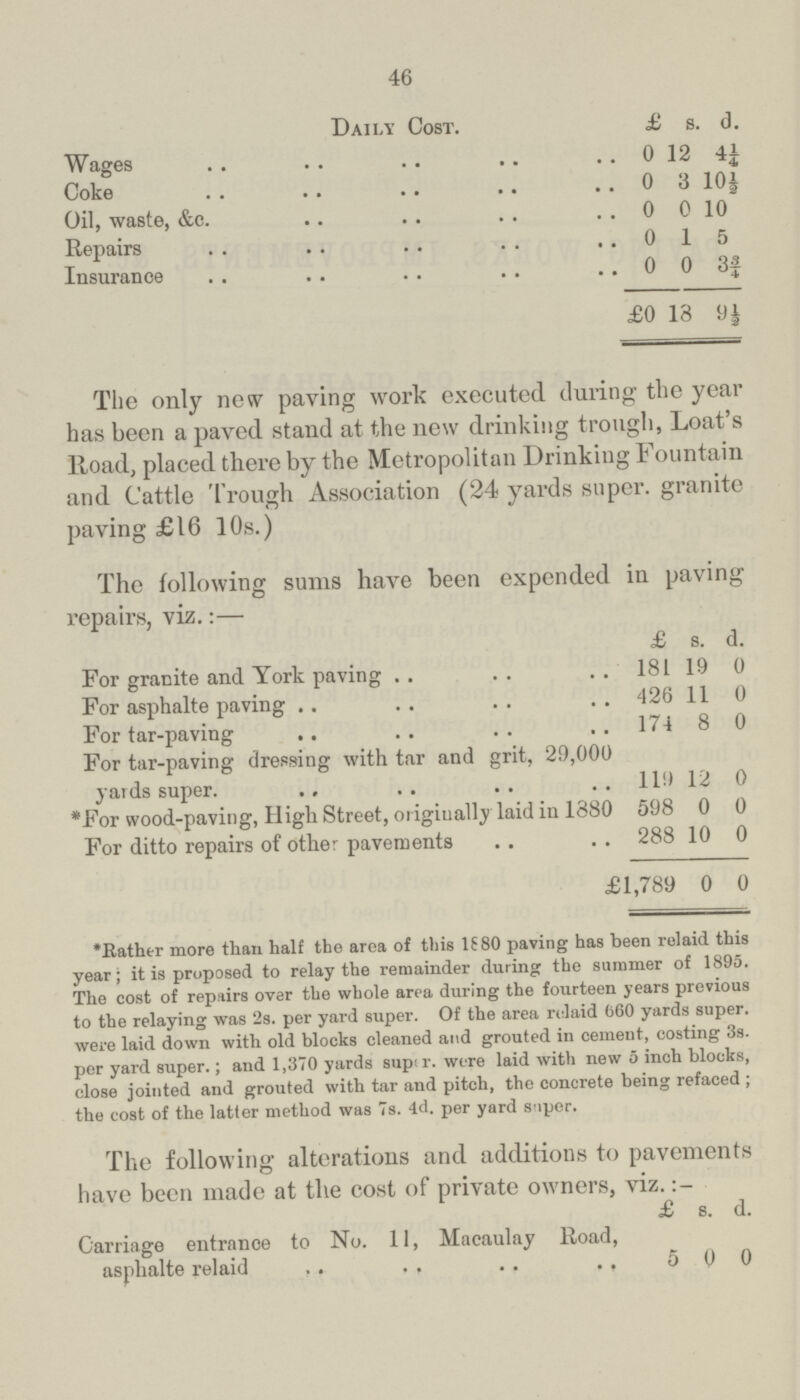 46
DAILY COST. £ s. d.
Wages .. .. .. .. .. 0 12 4¼
Coke .. .. .. .. .. 0 3 10½
Oil, waste, &c. .. .. .. .. 0 0 10
Repairs .. .. .. .. .. 0 1 5
Insurance .. .. .. .. .. 0 0 3¾
£0 18 9½
The only new paving work executed during the year
has been a paved stand at the new drinking trough, Loat's
Road, placed there by the Metropolitan Drinking Fountain
and Cattle Trough Association (24 yards super. granite
paving £16 10s.)
The following sums have been expended in paving
repairs, viz.:—
£ s. d.
For granite and York paving .. .. .. 181 19 0
For asphalte paving .. .. .. .. 426 11 0
For tar-paving .. .. .. .. 174 8 0
For tar-paving dressing with tar and grit, 29,000
yards super. .. .. .. .. 119 12 0
*For wood-paving, High Street, originally laid in 1880 598 0 0
For ditto repairs of other pavements .. .. 288 10 0
£1,789 0 0
*Rather more than half the area of this 1880 paving has been relaid this
year; it is proposed to relay the remainder during the summer of 1895.
The cost of repairs over the whole area during the fourteen years previous
to the relaying was 2s. per yard super. Of the area relaid 660 yards super.
were laid down with old blocks cleaned and grouted in cement, costing 3s.
per yard super.; and 1,370 yards super. were laid with new 5 inch blocks,
close jointed and grouted with tar and pitch, the concrete being refaced;
the cost of the latter method was 7s. 4d. per yard super.
The following alterations and additions to pavements
have been made at the cost of private owners, viz.:-
£ s. d.
Carriage entrance to No. 11, Macaulay Road,
asphalte relaid .. .. .. .. 5 0 0